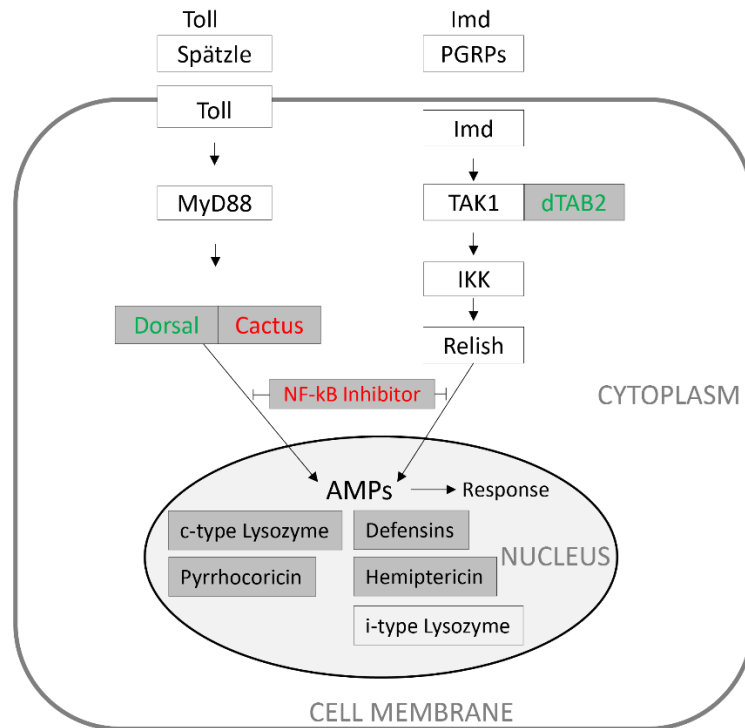 Toll
Imd
Spätzle
PGRPs
Toll
Imd
MyD88
TAK1
dTAB2
IKK
Dorsal
Cactus
Relish
NF-kB Inhibitor
CYTOPLASM
AMPs
Response
c-type Lysozyme
Defensins
NUCLEUS
Pyrrhocoricin
Hemiptericin
i-type Lysozyme
CELL MEMBRANE